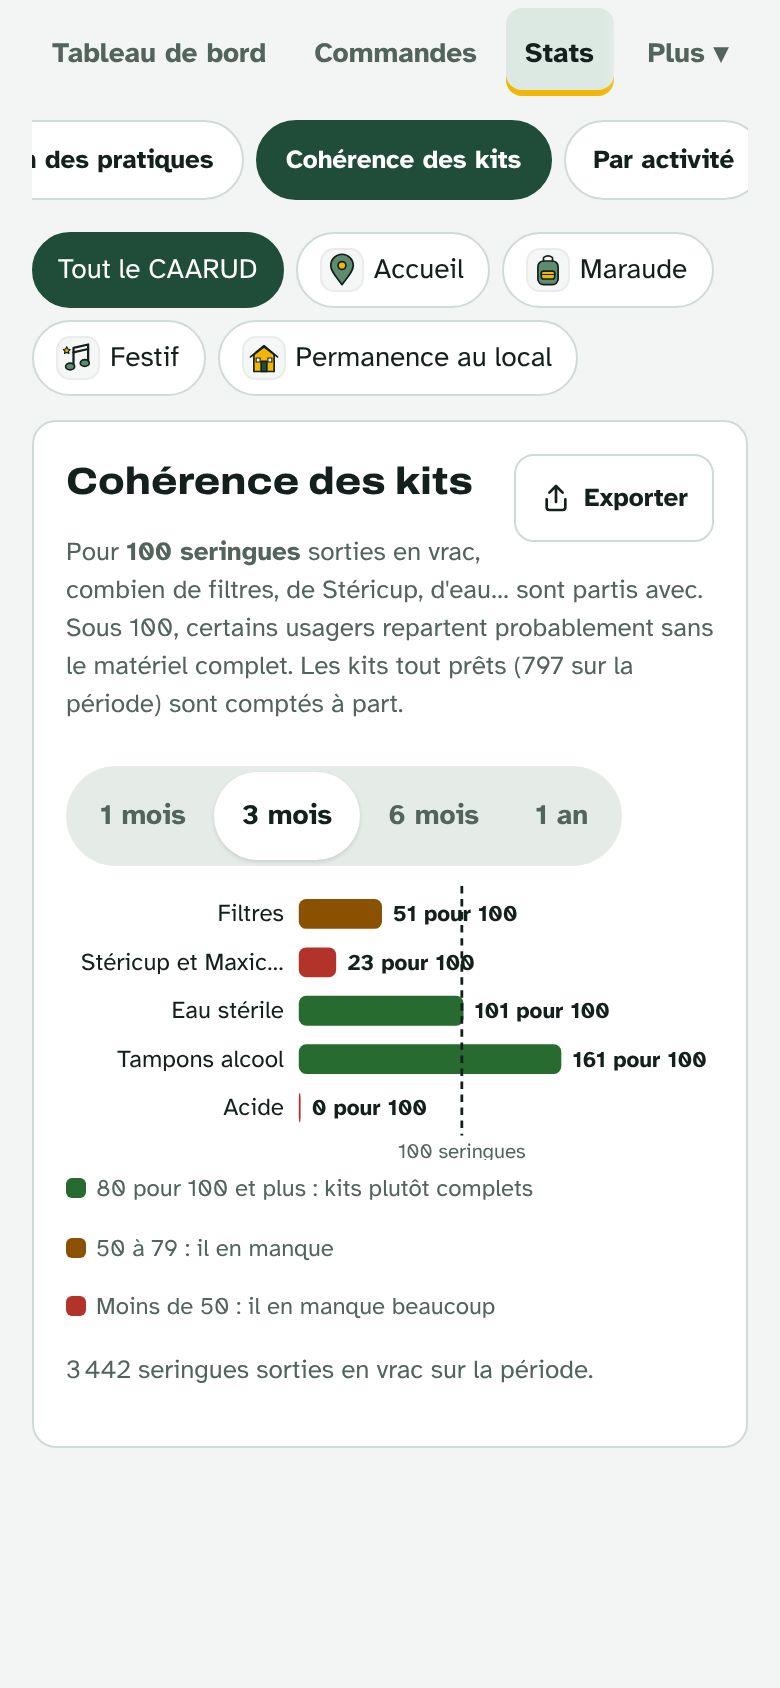 Tableau de bord Commandes Stats Plus ▼
des pratiques Cohérence des kits Par activité
Tout le CAARUD Accueil Maraude
Festif Permanence au local
Cohérence des kits Exporter
Pour 100 seringues sorties en vrac,
combien de filtres, de Stéricup, d'eau... sont partis avec.
Sous 100, certains usagers repartent probablement sans
le matériel complet. Les kits tout prêts (797 sur la
période) sont comptés à part.
1 mois 3 mois 6 mois 1 an
Filtres 51 pour 100
Stéricup et Maxic... 23 pour 100
Eau stérile 101 pour 100
Tampons alcool 161 pour 100
Acide 0 pour 100
100 seringues
80 pour 100 et plus : kits plutôt complets
50 à 79 : il en manque
Moins de 50 : il en manque beaucoup
3 442 seringues sorties en vrac sur la période.